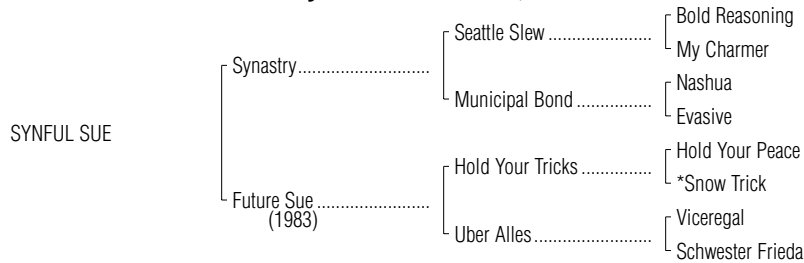 Bold Reasoning
Seattle Slew ......................
My Charmer
Synastry............................
Nashua
Municipal Bond ................
Evasive
SYNFUL SUE
Hold Your Peace
Hold Your Tricks ...............
*Snow Trick
Future Sue ........................
(1983)
Viceregal
Uber Alles.........................
Schwester Frieda